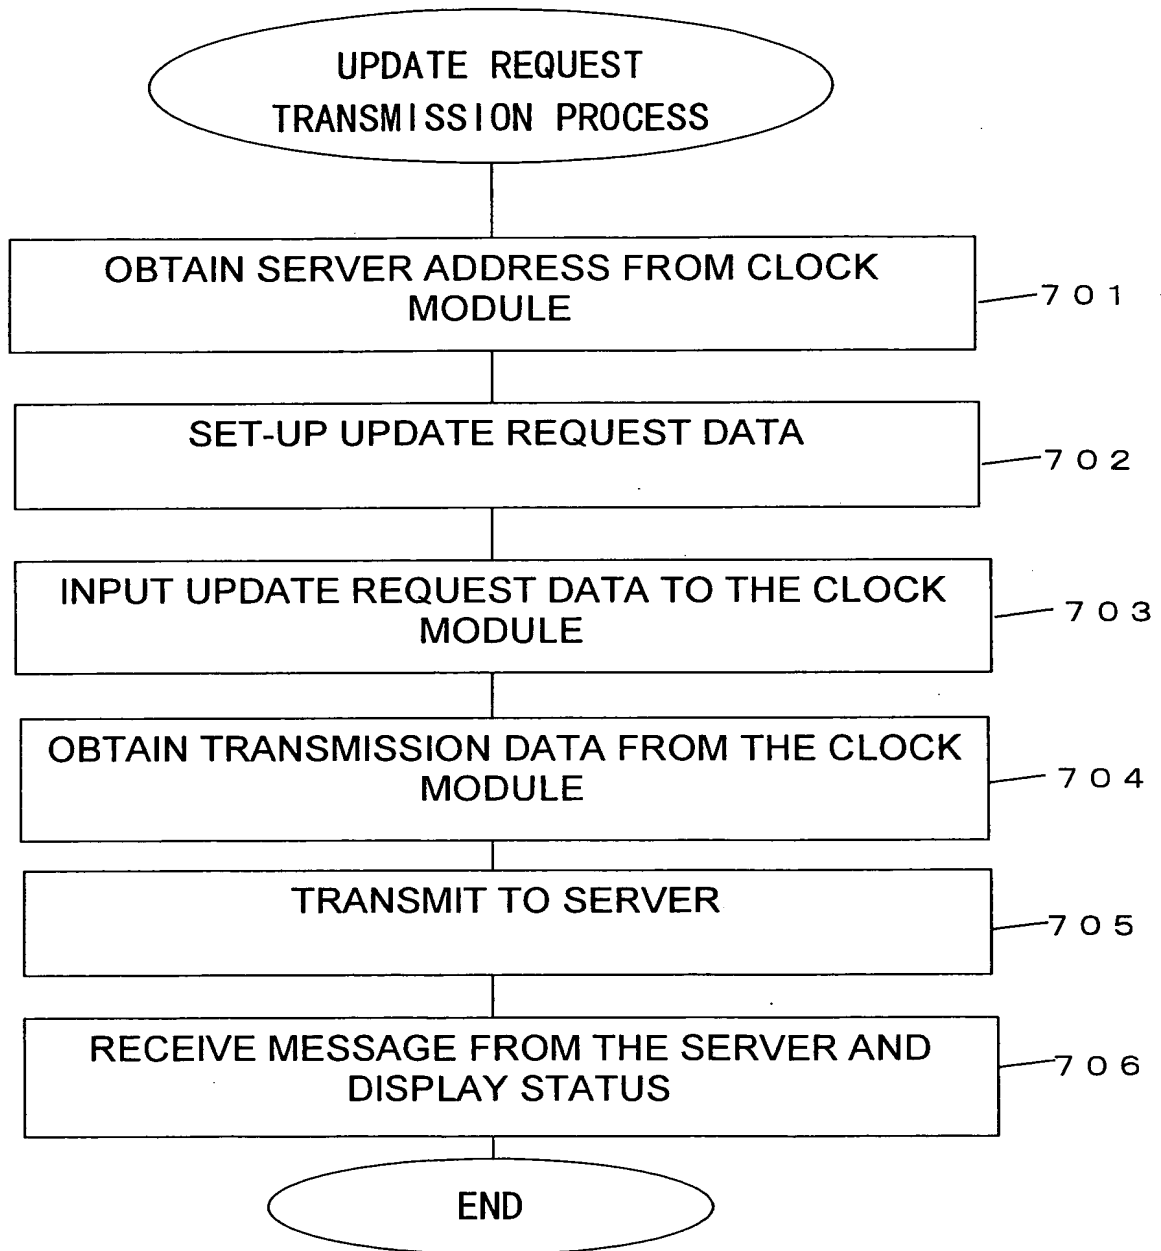 UPDATE REQUEST
TRANSMISSION PROCESS
OBTAIN SERVER ADDRESS FROM CLOCK
MODULE
701
SET-UP UPDATE REQUEST DATA
702
INPUT UPDATE REQUEST DATA TO THE CLOCK
MODULE
703
OBTAIN TRANSMISSION DATA FROM THE CLOCK
MODULE
704
TRANSMIT TO SERVER
705
RECEIVE MESSAGE FROM THE SERVER AND
DISPLAY STATUS
706
END